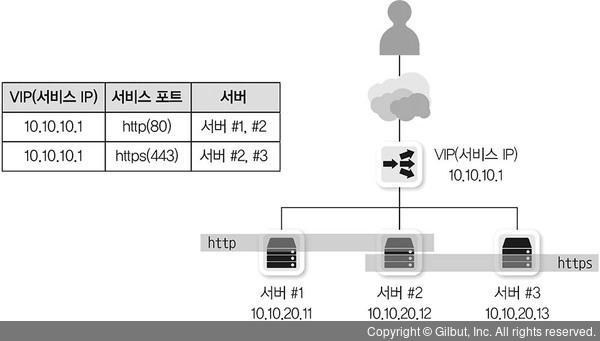 VIP(서비스 IP) 서비스 포트 서버
10.10.10.1 http(80) 서버 #1, #2
10.10.10.1 https(443) 서버 #2, #3
VIP(서비스 IP)
10.10.10.1
http
https
서버 #1 서버 #2 서버 #3
10.10.20.11 10.10.20.12 10.10.20.13
Copyright © Gilbut, Inc. All rights reserved.